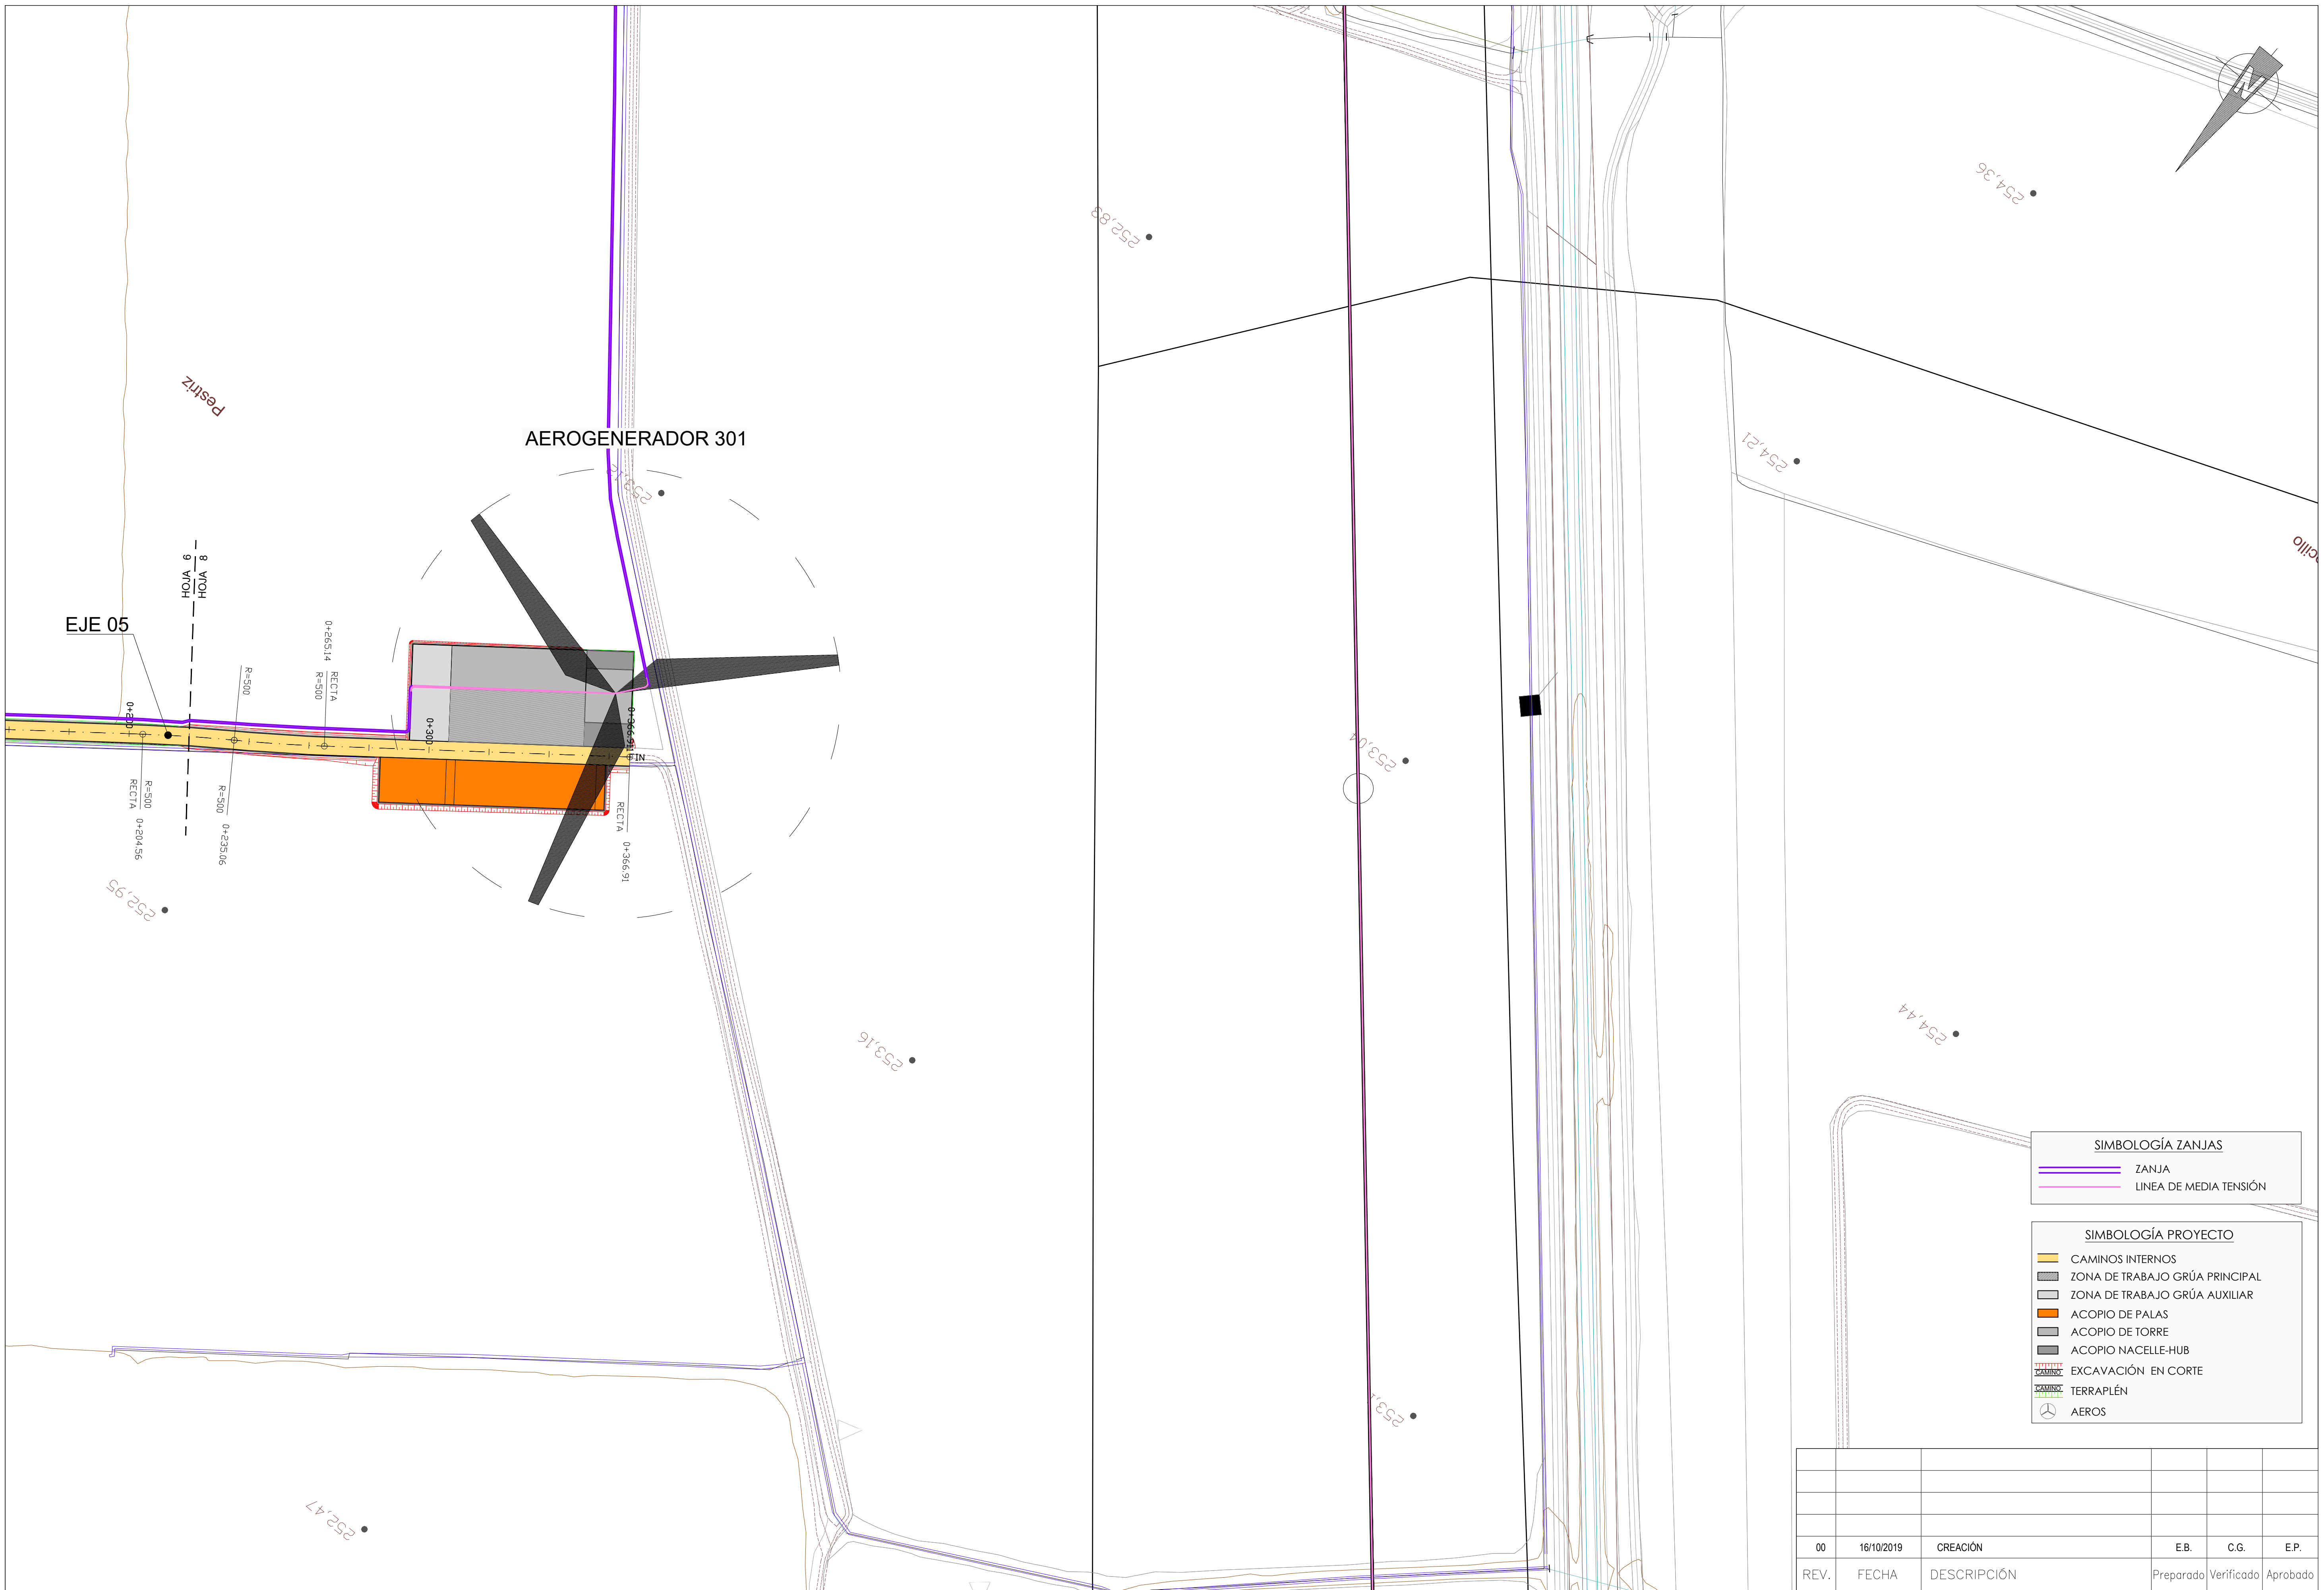 N
254,36
252,83
Pestriz
AEROGENERADOR 301
254,21
HOJA 6
HOJA 8
EJE 05
0+265.14 RECTA
R=500
R=500
0+200
0+300
0+366.911
FIN
R=500
RECTA 0+204.56
R=500 0+235.06
RECTA 0+366.91
253,04
252,95
253,16
254,44
253,1
252,47
SIMBOLOGÍA ZANJAS
ZANJA
LINEA DE MEDIA TENSIÓN
SIMBOLOGÍA PROYECTO
CAMINOS INTERNOS
ZONA DE TRABAJO GRÚA PRINCIPAL
ZONA DE TRABAJO GRÚA AUXILIAR
ACOPIO DE PALAS
ACOPIO DE TORRE
ACOPIO NACELLE-HUB
CAMINO EXCAVACIÓN EN CORTE
CAMINO TERRAPLÉN
AEROS
00 16/10/2019 CREACIÓN E.B. C.G. E.P.
REV. FECHA DESCRIPCIÓN Preparado Verificado Aprobado